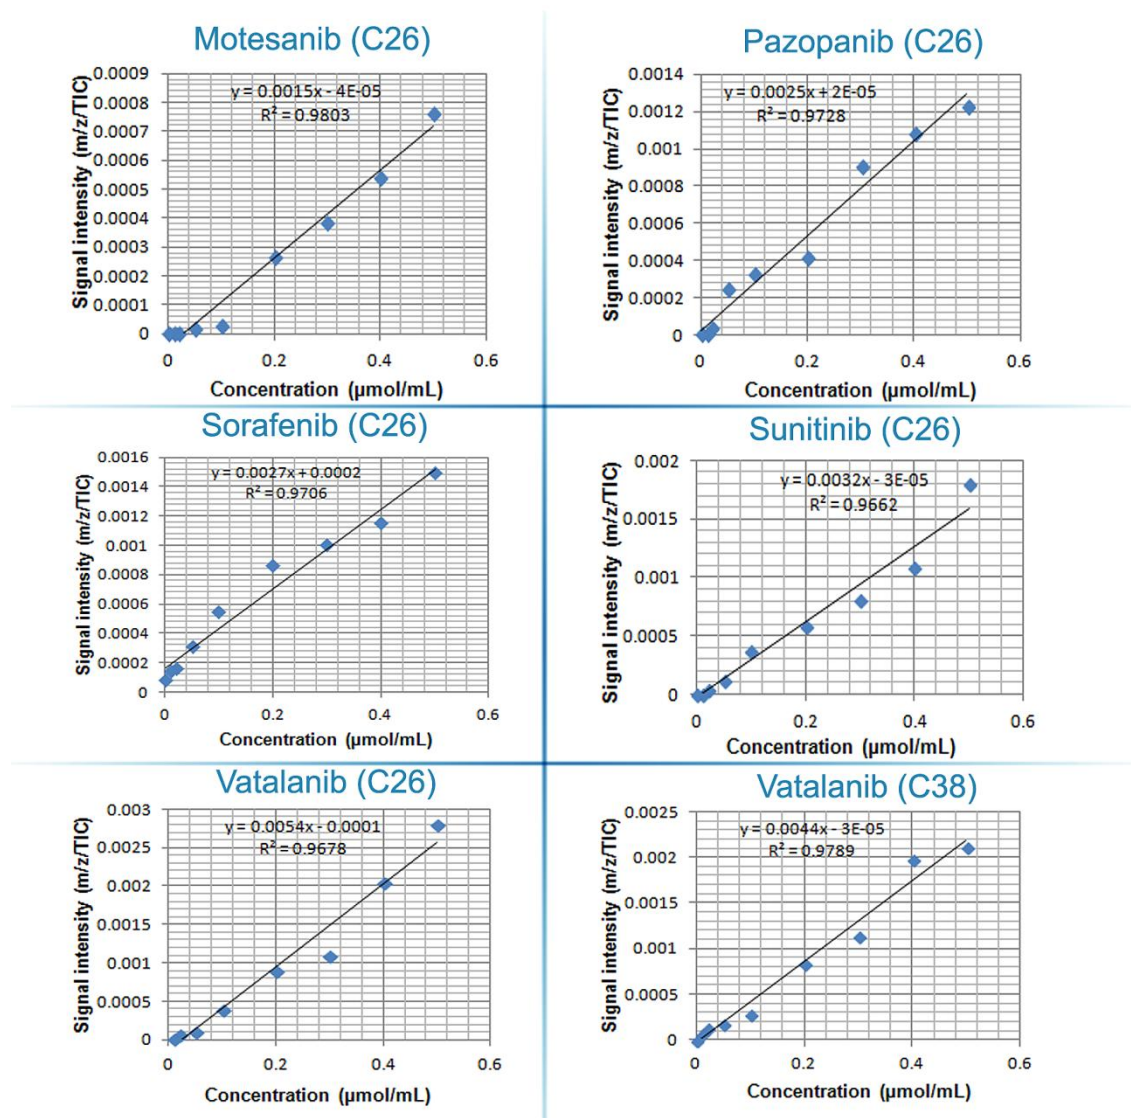 Motesanib (C26)
Signal intensity (m/z/TIC)
0.0009
0.0008
0.0007
0.0006
0.0005
0.0004
0.0003
0.0002
0.0001
0
y = 0.0015x - 4E-05
R² = 0.9803
0 0.2 0.4 0.6
Concentration (µmol/mL)
Pazopanib (C26)
Signal intensity (m/z/TIC)
0.0014
0.0012
0.001
0.0008
0.0006
0.0004
0.0002
0
y = 0.0025x + 2E-05
R² = 0.9728
0 0.2 0.4 0.6
Concentration (µmol/mL)
Sorafenib (C26)
Signal intensity (m/z/TIC)
0.0016
0.0014
0.0012
0.001
0.0008
0.0006
0.0004
0.0002
0
y = 0.0027x + 0.0002
R² = 0.9706
0 0.2 0.4 0.6
Concentration (µmol/mL)
Sunitinib (C26)
Signal intensity (m/z/TIC)
0.002
0.0015
0.001
0.0005
0
y = 0.0032x - 3E-05
R² = 0.9662
0 0.2 0.4 0.6
Concentration (µmol/mL)
Vatalanib (C26)
Signal intensity (m/z/TIC)
0.003
0.0025
0.002
0.0015
0.001
0.0005
0
y = 0.0054x - 0.0001
R² = 0.9678
0 0.2 0.4 0.6
Concentration (µmol/mL)
Vatalanib (C38)
Signal intensity (m/z/TIC)
0.0025
0.002
0.0015
0.001
0.0005
0
y = 0.0044x - 3E-05
R² = 0.9789
0 0.2 0.4 0.6
Concentration (µmol/mL)